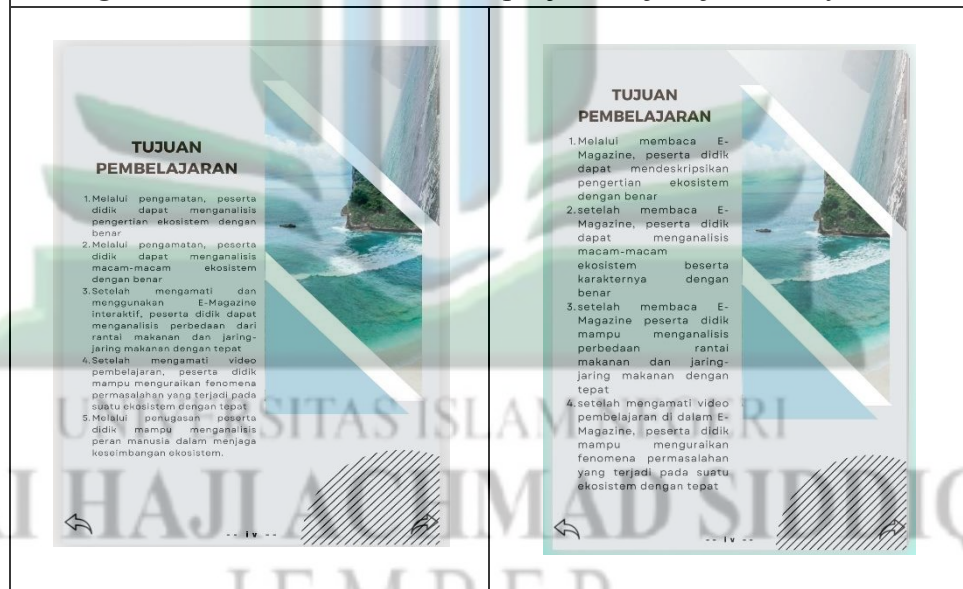 TUJUAN
PEMBELAJARAN
1.Melalui pengamatan, peserta
didik dapat menganalisis
pengertian ekosistem dengan
benar
2.Melalui pengamatan, peserta
didik dapat menganalisis
macam-macam ekosistem
dengan benar
3.Setelah mengamati dan
menggunakan E-Magazine
interaktif, peserta didik dapat
menganalisis perbedaan dari
rantai makanan dan jaring-
jaring makanan dengan tepat
4.Setelah mengamati video
pembelajaran, peserta didik
mampu menguraikan fenomena
permasalahan yang terjadi pada
suatu ekosistem dengan tepat
5.Melalui penugasan peserta
didik mampu menganalisis
peran manusia dalam menjaga
keseimbangan ekosistem.
-- iv --
TUJUAN
PEMBELAJARAN
1.Melalui membaca E-
Magazine, peserta didik
dapat mendeskripsikan
pengertian ekosistem
dengan benar
2.setelah membaca E-
Magazine, peserta didik
dapat menganalisis
macam-macam
ekosistem beserta
karakternya dengan
benar
3.setelah membaca E-
Magazine peserta didik
mampu menganalisis
perbedaan rantai
makanan dan jaring-
jaring makanan dengan
tepat
4.setelah mengamati video
pembelajaran di dalam E-
Magazine, peserta didik
mampu menguraikan
fenomena permasalahan
yang terjadi pada suatu
ekosistem dengan tepat
-- iv --
UNIVERSITAS ISLAM NEGERI
HAJI ACHMAD SIDDIQ
JEMBER